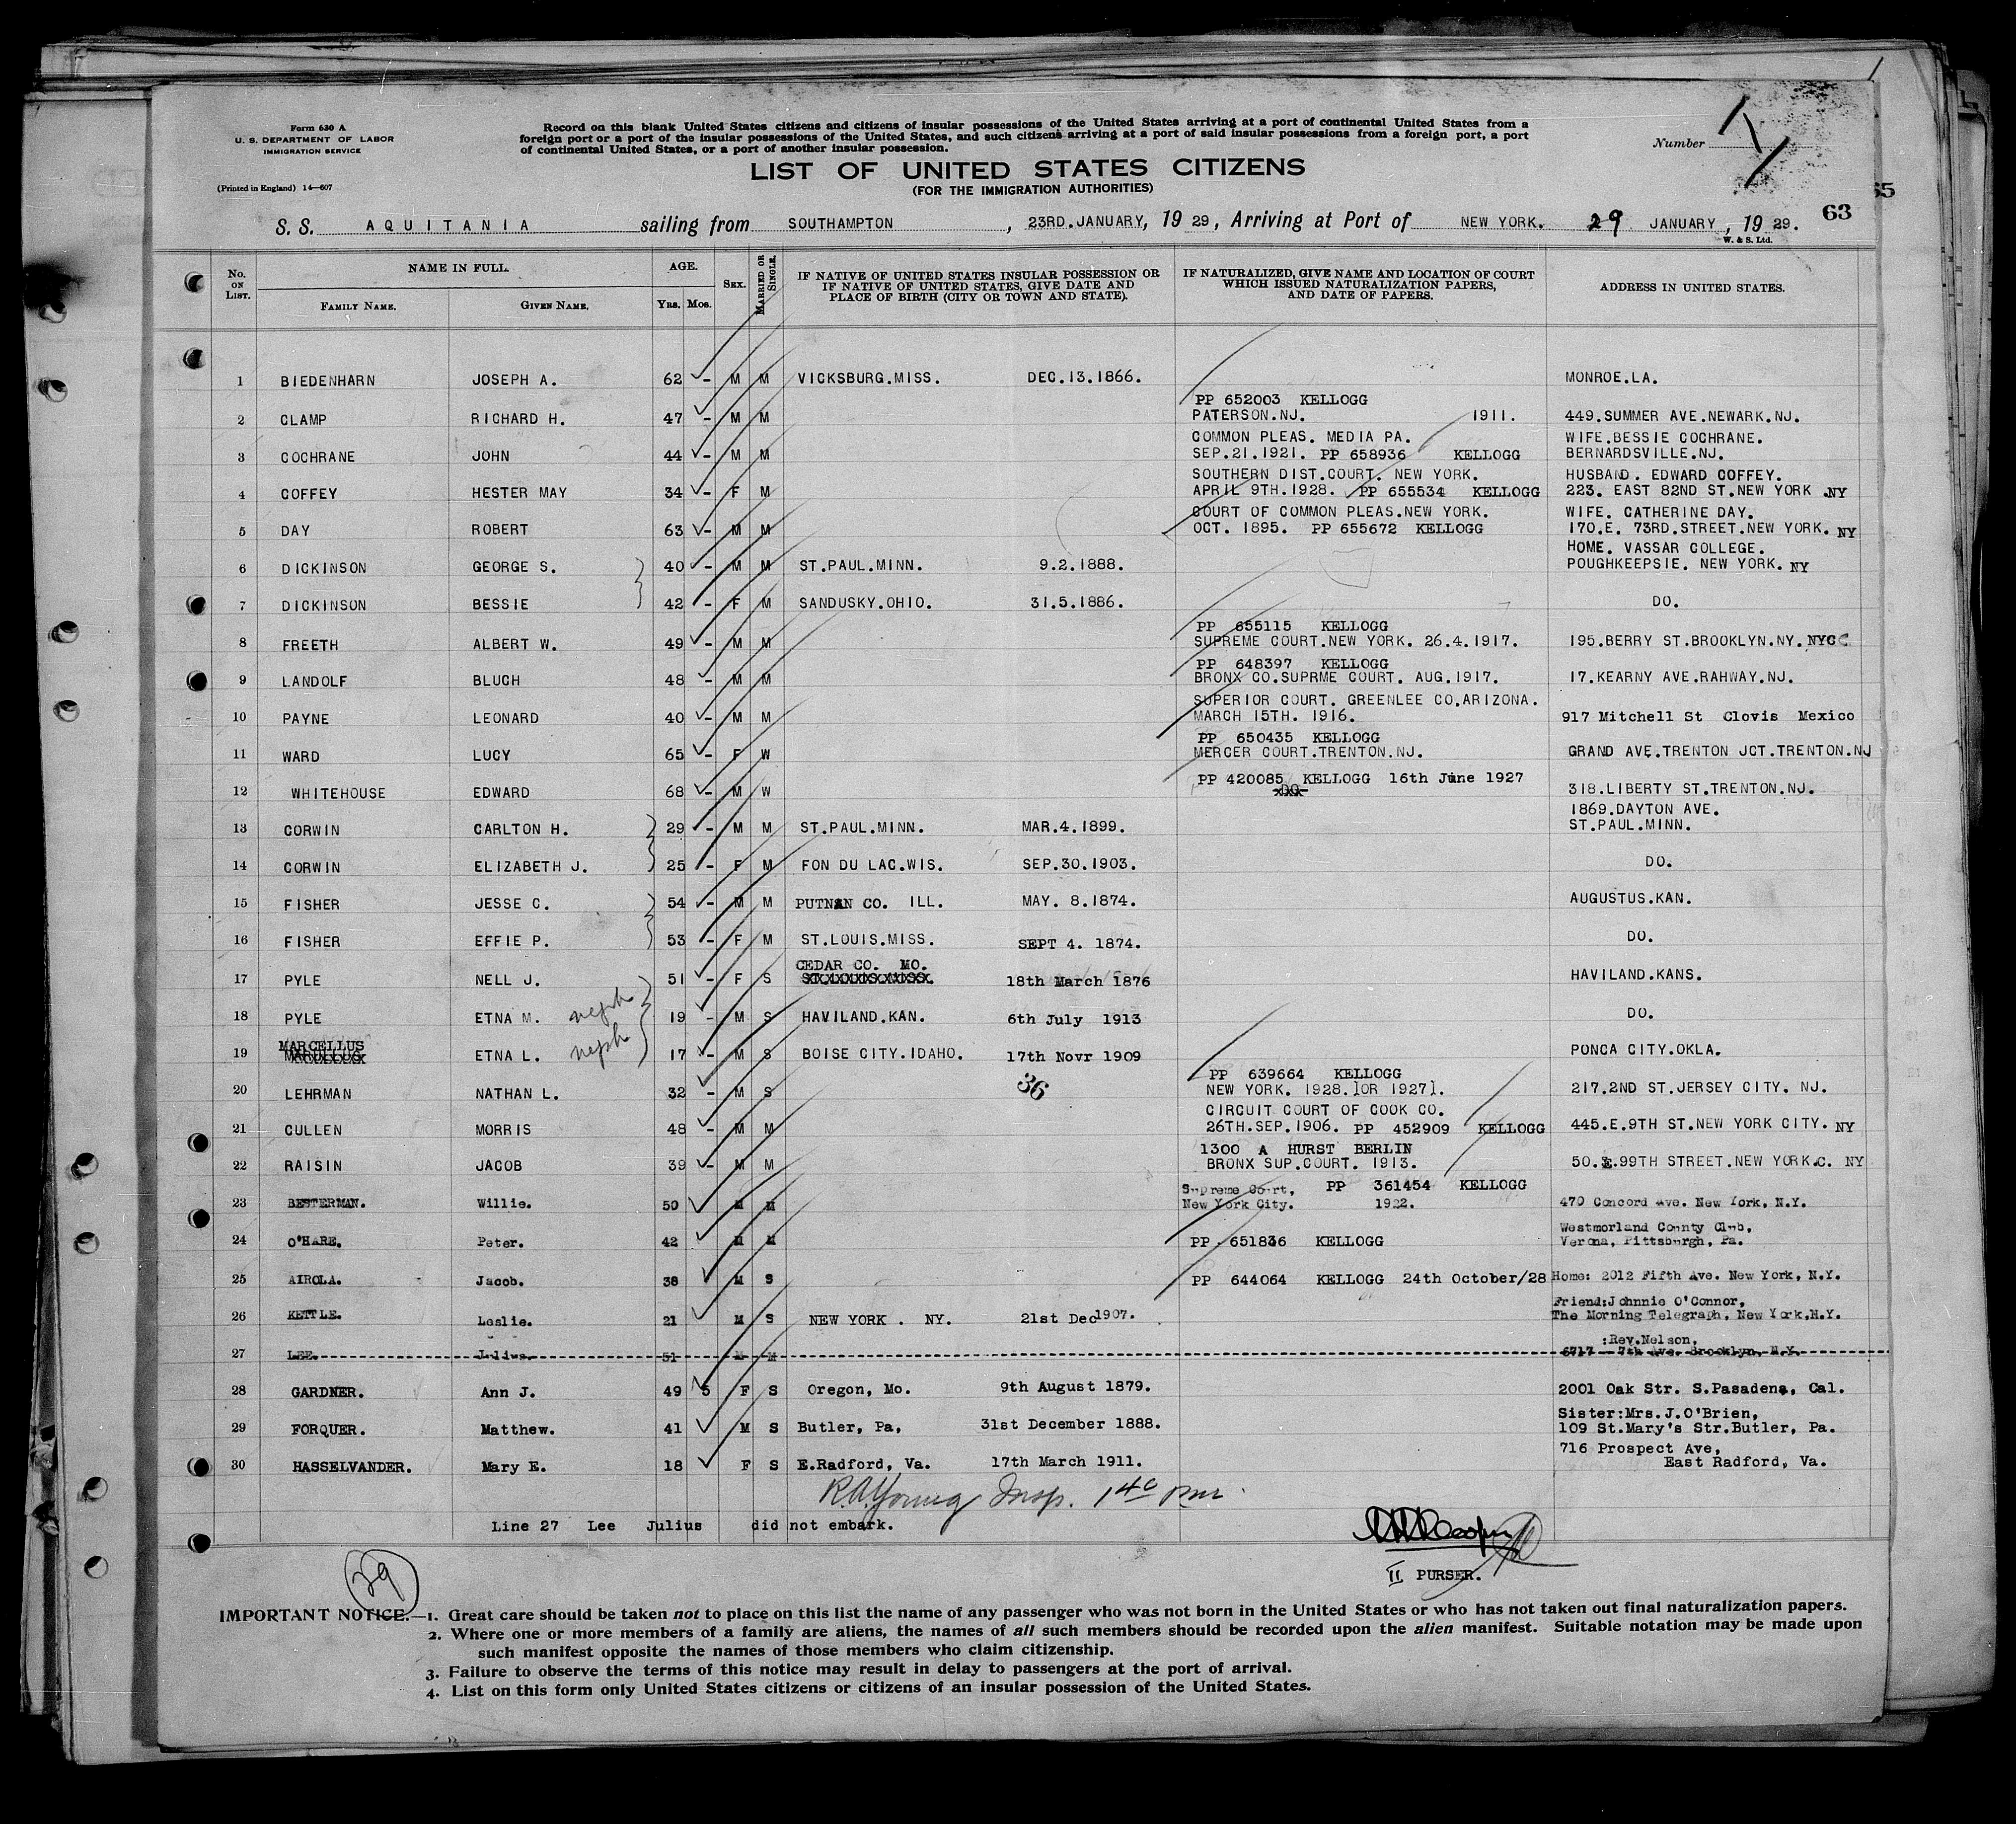 Form 630 A
U. S. DEPARTMENT OF LABOR
IMMIGRATION SERVICE
(Printed in England) 14—607
Record on this blank United States citizens and citizens of insular possessions of the United States arriving at a port of continental United States from a
foreign port or a port of the insular possessions of the United States, and such citizens arriving at a port of said insular possessions from a foreign port, a port
of continental United States, or a port of another insular possession.
Number
LIST OF UNITED STATES CITIZENS
(FOR THE IMMIGRATION AUTHORITIES)
65
63
S. S. AQUITANIA sailing from SOUTHAMPTON, 23RD.JANUARY, 1929, Arriving at Port of NEW YORK. 29 JANUARY, 1929.
W. & S. Ltd.
No. ON LIST.
NAME IN FULL.
FAMILY NAME.
GIVEN NAME.
AGE.
Yrs. Mos.
SEX.
MARRIED OR SINGLE.
IF NATIVE OF UNITED STATES INSULAR POSSESSION OR
IF NATIVE OF UNITED STATES, GIVE DATE AND
PLACE OF BIRTH (CITY OR TOWN AND STATE).
IF NATURALIZED, GIVE NAME AND LOCATION OF COURT
WHICH ISSUED NATURALIZATION PAPERS,
AND DATE OF PAPERS.
ADDRESS IN UNITED STATES.
1 BIEDENHARN JOSEPH A. 62 - M M VICKSBURG.MISS. DEC.13.1866. MONROE.LA.
PP 652003 KELLOGG
2 CLAMP RICHARD H. 47 - M M PATERSON.NJ. 1911. 449.SUMMER AVE.NEWARK.NJ.
COMMON PLEAS. MEDIA PA. WIFE.BESSIE COCHRANE.
3 COCHRANE JOHN 44 - M M SEP.21.1921. PP 658936 KELLOGG BERNARDSVILLE.NJ.
SOUTHERN DIST.COURT. NEW YORK. HUSBAND. EDWARD COFFEY.
4 COFFEY HESTER MAY 34 - F M APRIL 9TH.1928. PP 655534 KELLOGG 223. EAST 82ND ST.NEW YORK .NY
COURT OF COMMON PLEAS.NEW YORK. WIFE. CATHERINE DAY.
5 DAY ROBERT 63 - M M OCT. 1895. PP 655672 KELLOGG 170.E. 73RD.STREET.NEW YORK. NY
HOME. VASSAR COLLEGE.
6 DICKINSON GEORGE S. 40 - M M ST.PAUL.MINN. 9.2.1888. POUGHKEEPSIE. NEW YORK. NY
7 DICKINSON BESSIE 42 - F M SANDUSKY.OHIO. 31.5.1886. DO.
PP 655115 KELLOGG
8 FREETH ALBERT W. 49 - M M SUPREME COURT.NEW YORK. 26.4.1917. 195.BERRY ST.BROOKLYN.NY. NYC
PP 648397 KELLOGG
9 LANDOLF BLUCH 48 - M M BRONX CO.SUPRME COURT. AUG.1917. 17.KEARNY AVE.RAHWAY.NJ.
SUPERIOR COURT. GREENLEE CO.ARIZONA.
10 PAYNE LEONARD 40 - M M MARCH 15TH. 1916. 917 Mitchell St Clovis Mexico
PP 650435 KELLOGG
11 WARD LUCY 65 - F W MERCER COURT.TRENTON.NJ. GRAND AVE.TRENTON JCT.TRENTON.NJ
PP 420085 KELLOGG 16th June 1927
12 WHITEHOUSE EDWARD 68 - M W DO 318.LIBERTY ST.TRENTON.NJ.
1869.DAYTON AVE.
13 CORWIN CARLTON H. 29 - M M ST.PAUL.MINN. MAR.4.1899. ST.PAUL.MINN.
14 CORWIN ELIZABETH J. 25 - F M FON DU LAC.WIS. SEP.30.1903. DO.
15 FISHER JESSE C. 54 - M M PUTNAN CO. ILL. MAY. 8.1874. AUGUSTUS.KAN.
16 FISHER EFFIE P. 53 - F M ST.LOUIS.MISS. SEPT 4. 1874. DO.
CEDAR CO. MO.
17 PYLE NELL J. 51 - F S 18th March 1876 HAVILAND.KANS.
18 PYLE ETNA M. neph 19 - M S HAVILAND.KAN. 6th July 1913 DO.
MARCELLUS
19 ETNA L. neph 17 - M S BOISE CITY.IDAHO. 17th Novr 1909 PONCA CITY.OKLA.
36 PP 639664 KELLOGG
20 LEHRMAN NATHAN L. 32 - M S NEW YORK. 1928.]OR 1927]. 217.2ND ST.JERSEY CITY. NJ.
CIRCUIT COURT OF COOK CO.
21 CULLEN MORRIS 48 - M M 26TH.SEP.1906. PP 452909 KELLOGG 445.E.9TH ST.NEW YORK CITY. NY
1300 A HURST BERLIN
22 RAISIN JACOB 39 - M M BRONX SUP.COURT. 1913. 50.E.99TH STREET.NEW YORK.C. NY
Supreme Court, PP 361454 KELLOGG
23 BESTERMAN. Willie. 50 M M New York City. 1922. 470 Concord Ave. New York, N.Y.
Westmorland County Club,
24 O'HARE. Peter. 42 M M PP 651836 KELLOGG Verona, Pittsburgh, Pa.
25 AIROLA. Jacob. 38 M S PP 644064 KELLOGG 24th October/28 Home: 2012 Fifth Ave. New York, N.Y.
Friend:Johnnie O'Connor,
26 KETTLE. Leslie. 21 M S NEW YORK . NY. 21st Dec 1907. The Morning Telegraph, New York,N.Y.
:Rev.Nelson,
27 LEE. Julius. 51 M M 6717 - 7th Ave. Brooklyn, N.Y.
28 GARDNER. Ann J. 49 5 F S Oregon, Mo. 9th August 1879. 2001 Oak Str. S.Pasadena, Cal.
Sister:Mrs.J.O'Brien,
29 FORQUER. Matthew. 41 M S Butler, Pa, 31st December 1888. 109 St.Mary's Str.Butler, Pa.
716 Prospect Ave,
30 HASSELVANDER. Mary E. 18 F S E.Radford, Va. 17th March 1911. East Radford, Va.
R.A.Young Insp. 140 pm
Line 27 Lee Julius did not embark.
II PURSER.
29
IMPORTANT NOTICE.—1. Great care should be taken not to place on this list the name of any passenger who was not born in the United States or who has not taken out final naturalization papers.
2. Where one or more members of a family are aliens, the names of all such members should be recorded upon the alien manifest. Suitable notation may be made upon
such manifest opposite the names of those members who claim citizenship.
3. Failure to observe the terms of this notice may result in delay to passengers at the port of arrival.
4. List on this form only United States citizens or citizens of an insular possession of the United States.